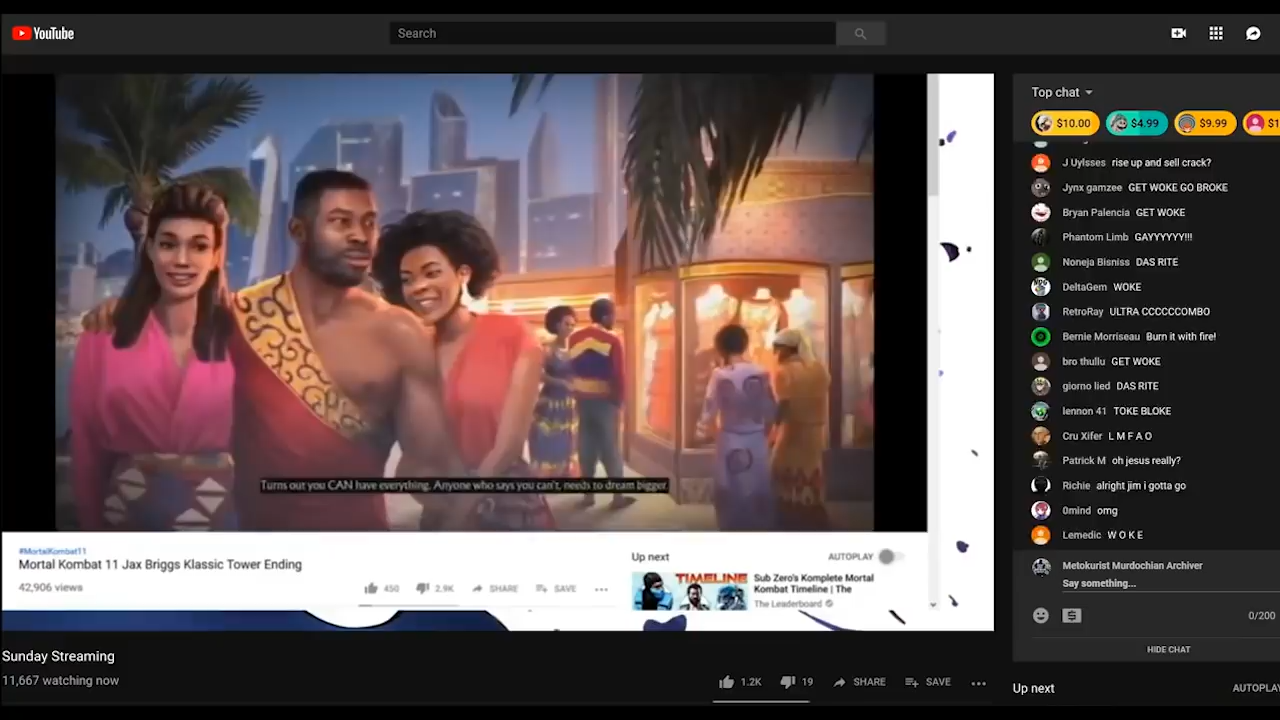 YouTube
Search
Turns out you CAN have everything. Anyone who says you can't, needs to dream bigger.
#MortalKombat11
Mortal Kombat 11 Jax Briggs Klassic Tower Ending
42,906 views
450
2.9K
SHARE
SAVE
Up next
AUTOPLAY
TIMELINE
Sub Zero's Komplete Mortal
Kombat Timeline | The
The Leaderboard
Sunday Streaming
11,667 watching now
1.2K
19
SHARE
SAVE
Top chat
$10.00
$4.99
$9.99
$1
J Uylsses rise up and sell crack?
Jynx gamzee GET WOKE GO BROKE
Bryan Palencia GET WOKE
Phantom Limb GAYYYYY!!!
Noneja Bisniss DAS RITE
DeltaGem WOKE
RetroRay ULTRA CCCCCCOMBO
Bernie Morriseau Burn it with fire!
bro thullu GET WOKE
giorno lied DAS RITE
lennon 41 TOKE BLOKE
Cru Xifer L M F A O
Patrick M oh jesus really?
Richie alright jim i gotta go
0mind omg
Lemedic W O K E
Metokurist Murdochian Archiver
Say something...
0/200
HIDE CHAT
Up next
AUTOPLAY